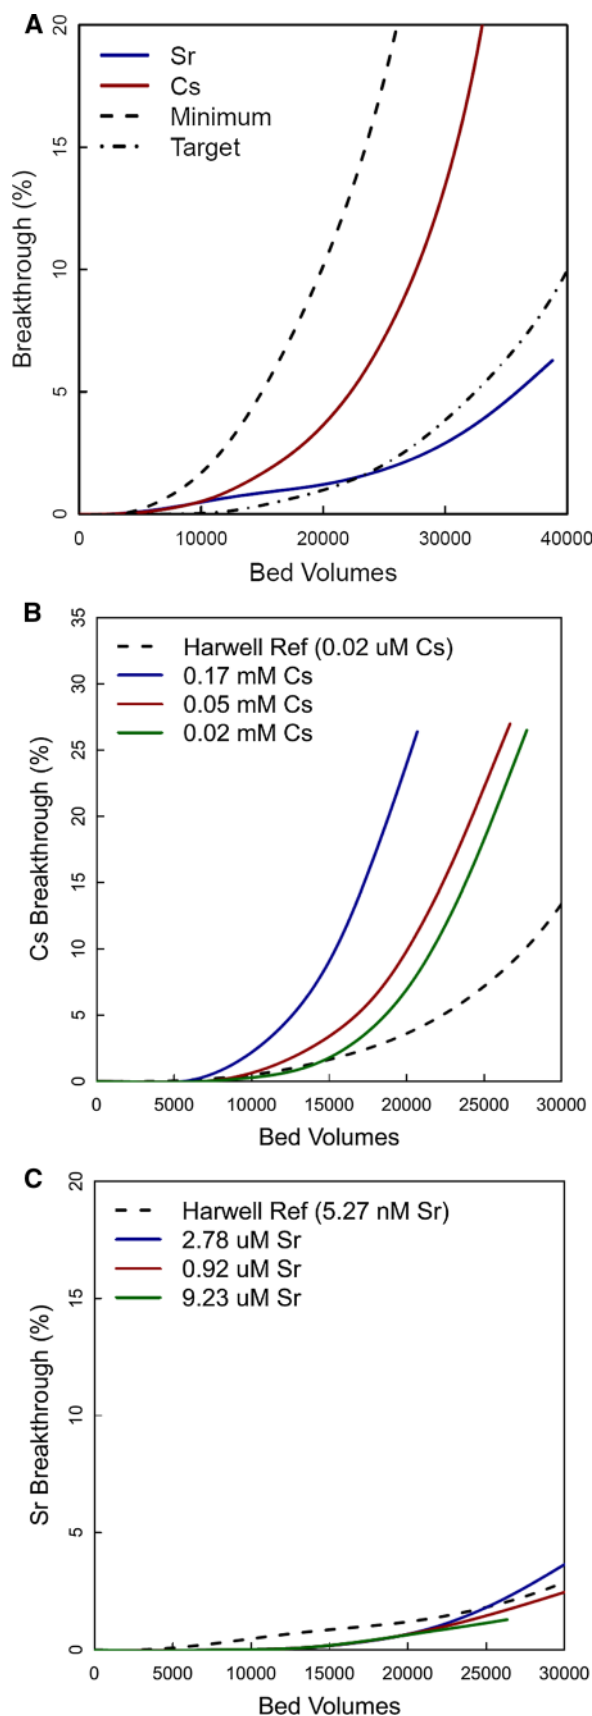 A
Sr
Cs
Minimum
Target
Breakthrough (%)
0
5
10
15
20
0
10000
20000
30000
40000
Bed Volumes
B
Harwell Ref (0.02 uM Cs)
0.17 mM Cs
0.05 mM Cs
0.02 mM Cs
Cs Breakthrough (%)
0
5
10
15
20
25
30
35
0
5000
10000
15000
20000
25000
30000
Bed Volumes
C
Harwell Ref (5.27 nM Sr)
2.78 uM Sr
0.92 uM Sr
9.23 uM Sr
Sr Breakthrough (%)
0
5
10
15
20
0
5000
10000
15000
20000
25000
30000
Bed Volumes